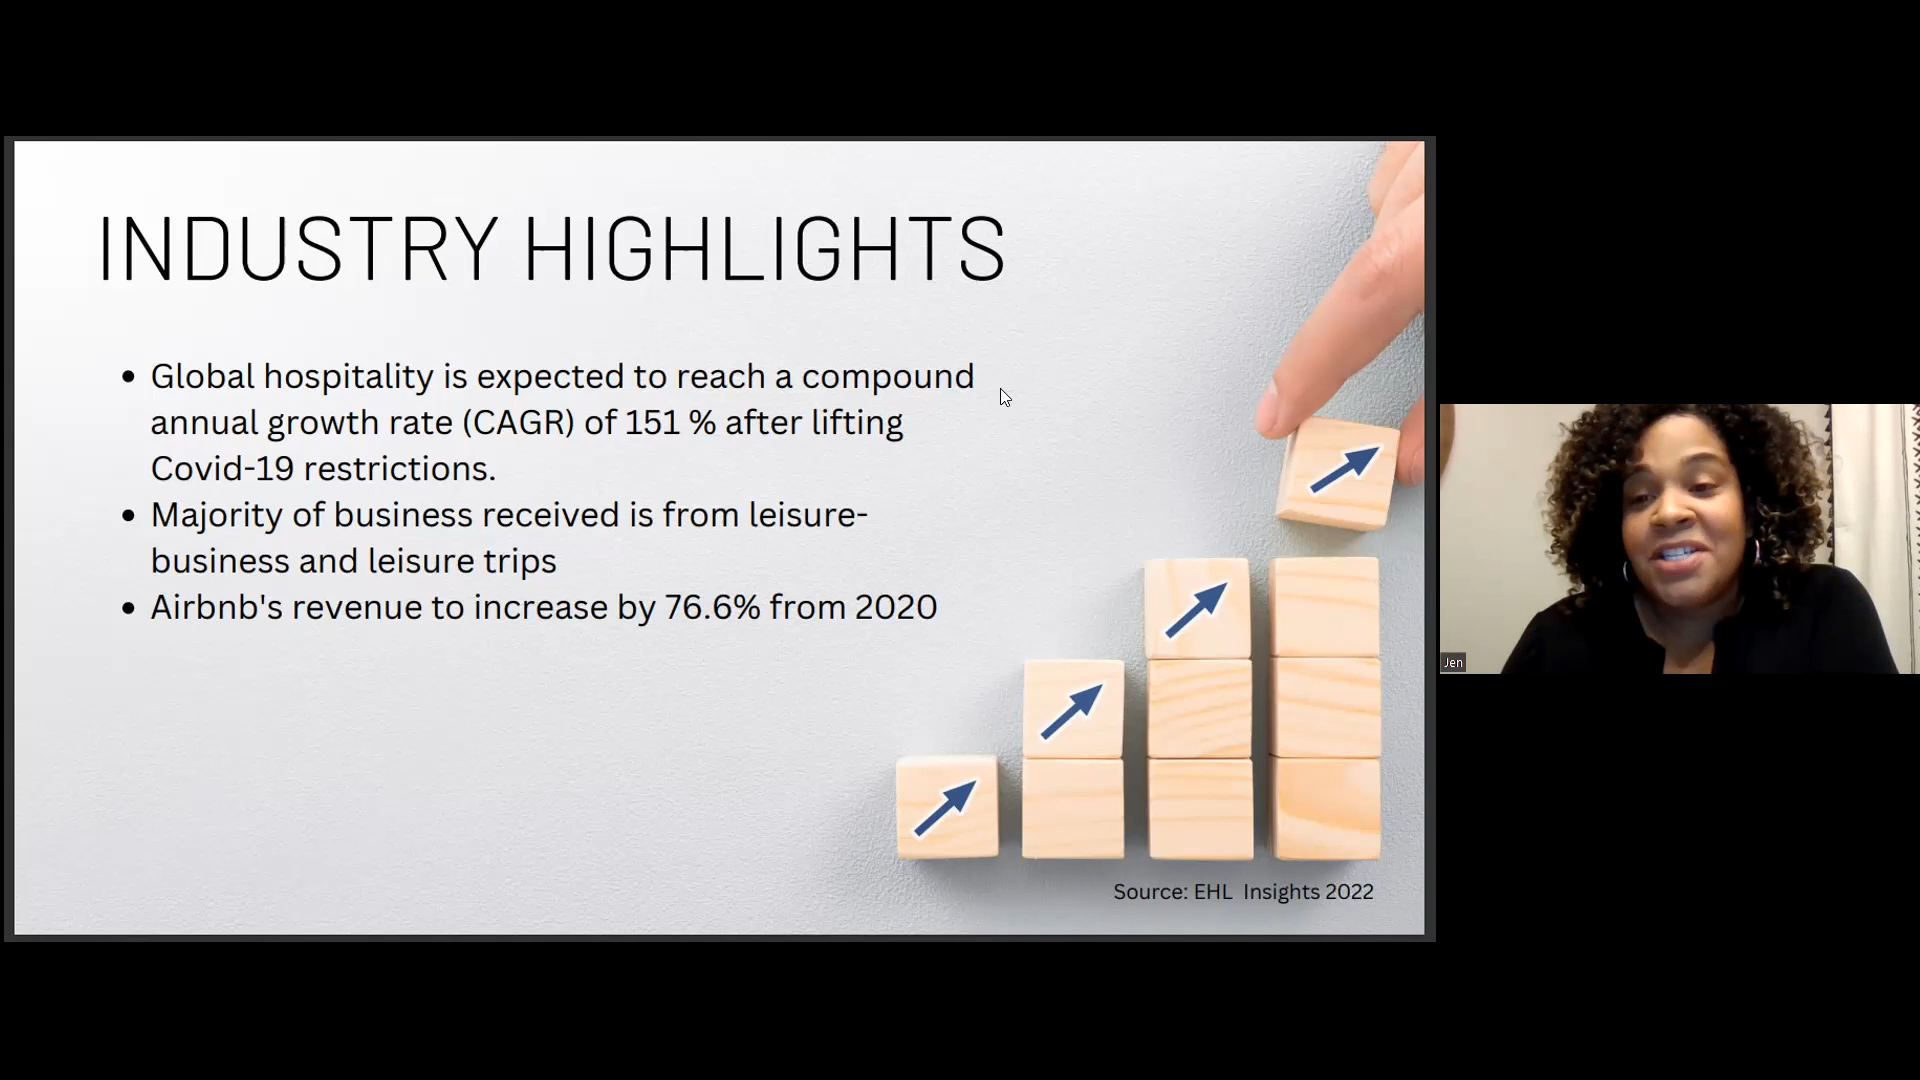 INDUSTRY HIGHLIGHTS
• Global hospitality is expected to reach a compound
annual growth rate (CAGR) of 151 % after lifting
Covid-19 restrictions.
• Majority of business received is from leisure-
business and leisure trips
• Airbnb's revenue to increase by 76.6% from 2020
Source: EHL Insights 2022
Jen